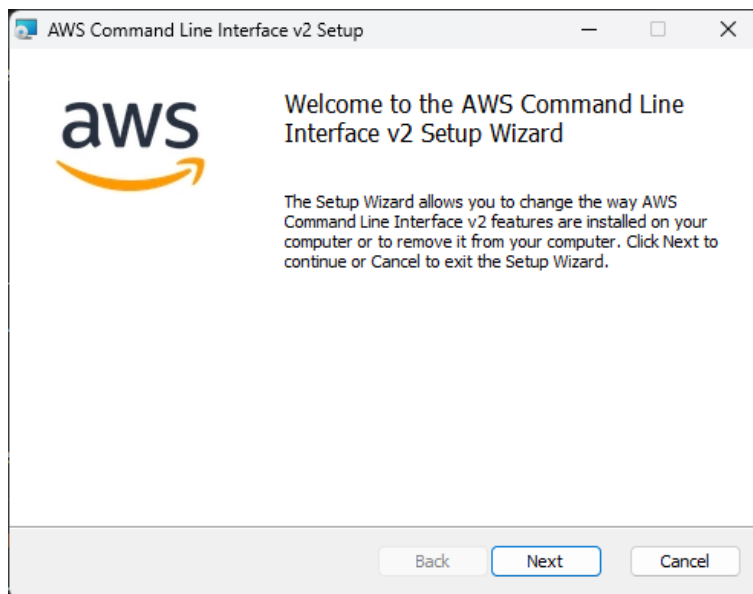 AWS Command Line Interface v2 Setup
aws
Welcome to the AWS Command Line
Interface v2 Setup Wizard
The Setup Wizard allows you to change the way AWS
Command Line Interface v2 features are installed on your
computer or to remove it from your computer. Click Next to
continue or Cancel to exit the Setup Wizard.
Back Next Cancel